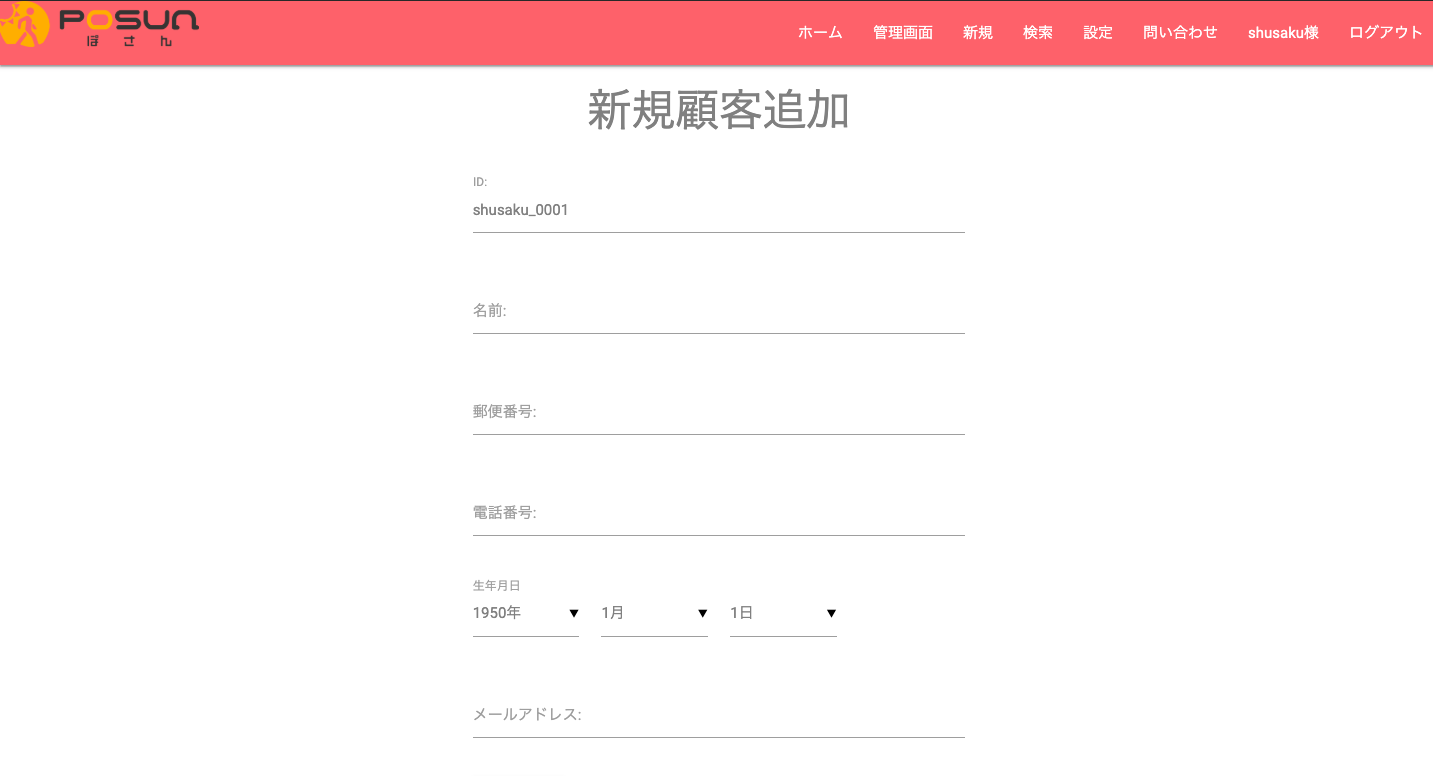 POSUN
ぽさん
ホーム 管理画面 新規 検索 設定 問い合わせ shusaku様 ログアウト
新規顧客追加
ID:
shusaku_0001
名前:
郵便番号:
電話番号:
生年月日
1950年 ▼ 1月 ▼ 1日 ▼
メールアドレス: